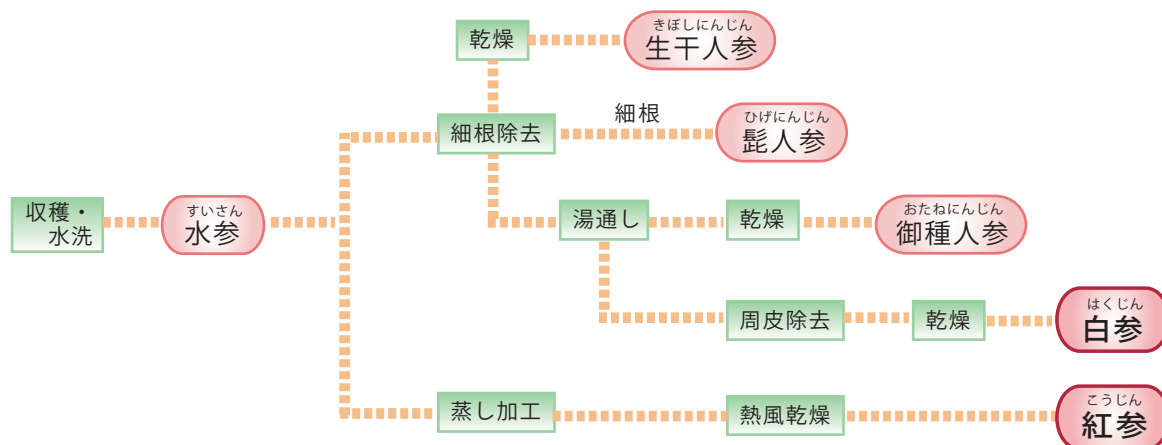 きぼしにんじん
乾燥
生干人参
細根
ひげにんじん
細根除去
髭人参
収穫・
水洗
すいさん
水参
湯通し
乾燥
おたねにんじん
御種人参
周皮除去
乾燥
はくじん
白参
蒸し加工
熱風乾燥
こうじん
紅参